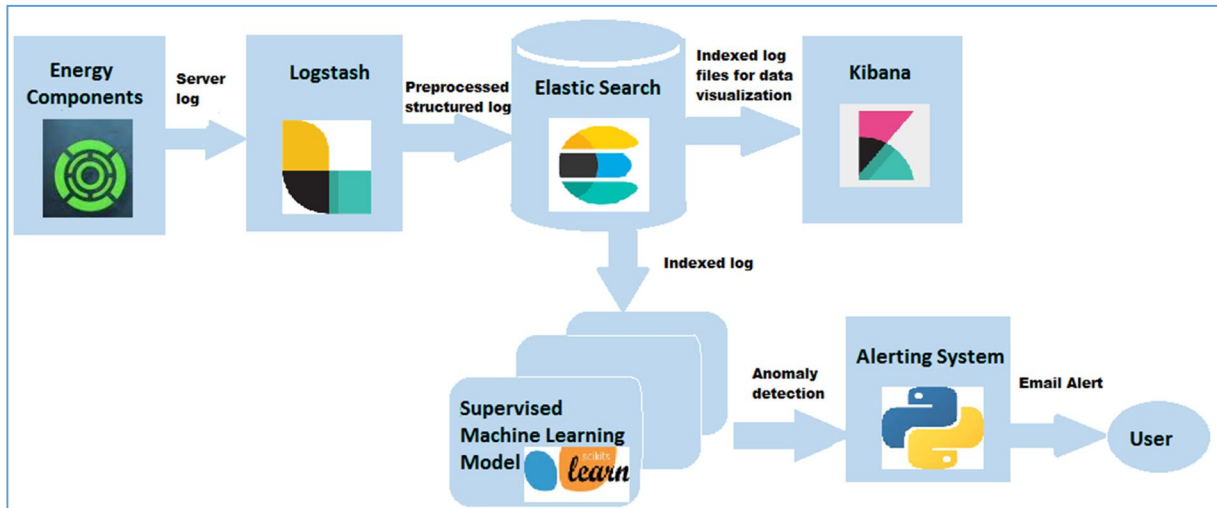 Energy
Components
Server
log
Logstash
Preprocessed
structured log
Elastic Search
Indexed log
files for data
visualization
Kibana
Indexed log
Supervised
Machine Learning
Model
scikits
learn
Anomaly
detection
Alerting System
Email Alert
User